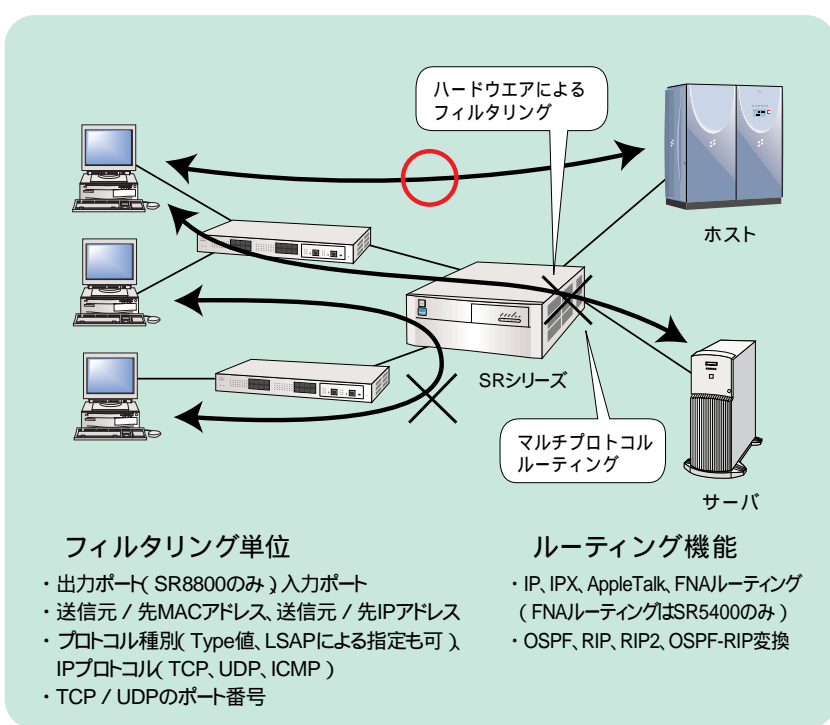 ハードウエアによる
フィルタリング
ホスト
SRシリーズ
マルチプロトコル
ルーティング
サーバ
フィルタリング単位
・出力ポート（SR8800のみ）、入力ポート
・送信元／先MACアドレス、送信元／先IPアドレス
・プロトコル種別（Type値、LSAPによる指定も可）、
IPプロトコル（TCP、UDP、ICMP）
・TCP／UDPのポート番号
ルーティング機能
・IP、IPX、AppleTalk、FNAルーティング
（FNAルーティングはSR5400のみ）
・OSPF、RIP、RIP2、OSPF-RIP変換